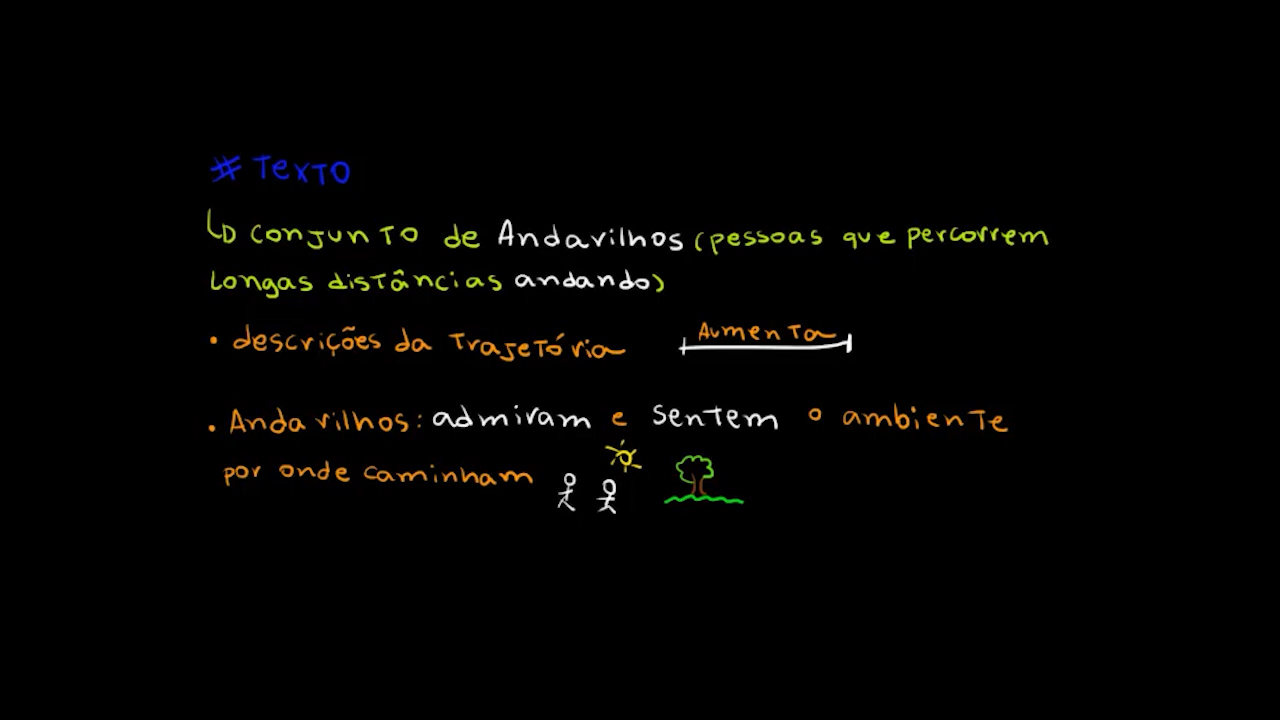 # Texto
↳ conjunto de Andarilhos (pessoas que percorrem
longas distâncias andando)
• descrições da trajetória Aumenta
• Andarilhos: admiram e sentem o ambiente
por onde caminham